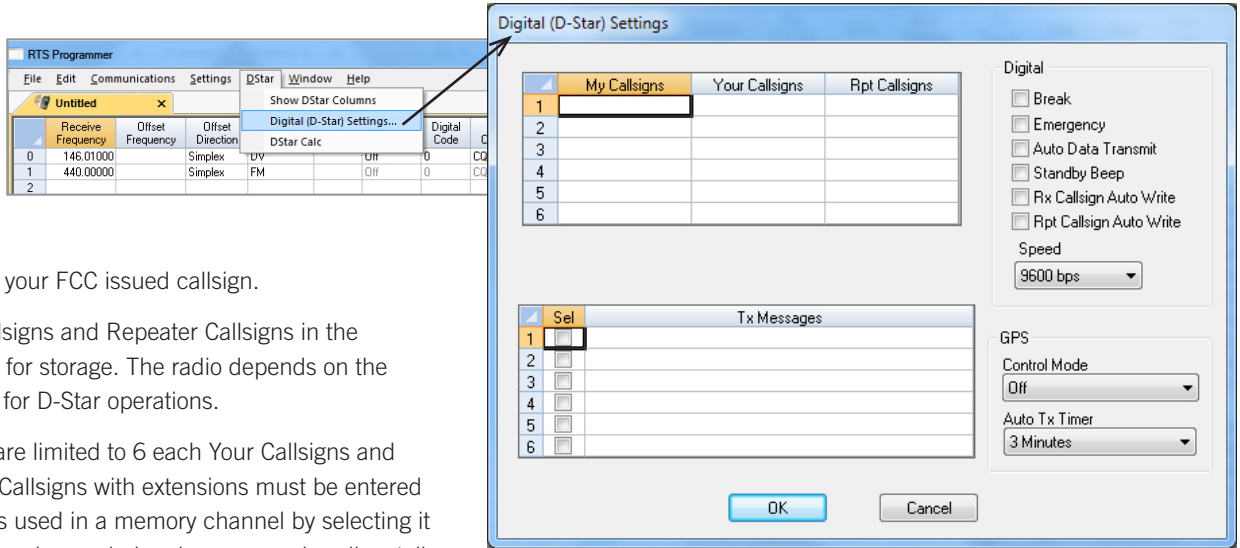 RTS Programmer
File Edit Communications Settings DStar Window Help
Untitled x
Show DStar Columns
Digital (D-Star) Settings...
DStar Calc
Receive Frequency Offset Frequency Offset Direction Digital Code
0 146.01000 Simplex DV Off 0 CQ
1 440.00000 Simplex FM Off 0 CQ
2
your FCC issued callsign.
lsigns and Repeater Callsigns in the
for storage. The radio depends on the
for D-Star operations.
are limited to 6 each Your Callsigns and
Callsigns with extensions must be entered
s used in a memory channel by selecting it
Digital (D-Star) Settings
My Callsigns Your Callsigns Rpt Callsigns
1
2
3
4
5
6
Digital
Break
Emergency
Auto Data Transmit
Standby Beep
Rx Callsign Auto Write
Rpt Callsign Auto Write
Speed
9600 bps
Sel Tx Messages
1
2
3
4
5
6
GPS
Control Mode
Off
Auto Tx Timer
3 Minutes
OK Cancel